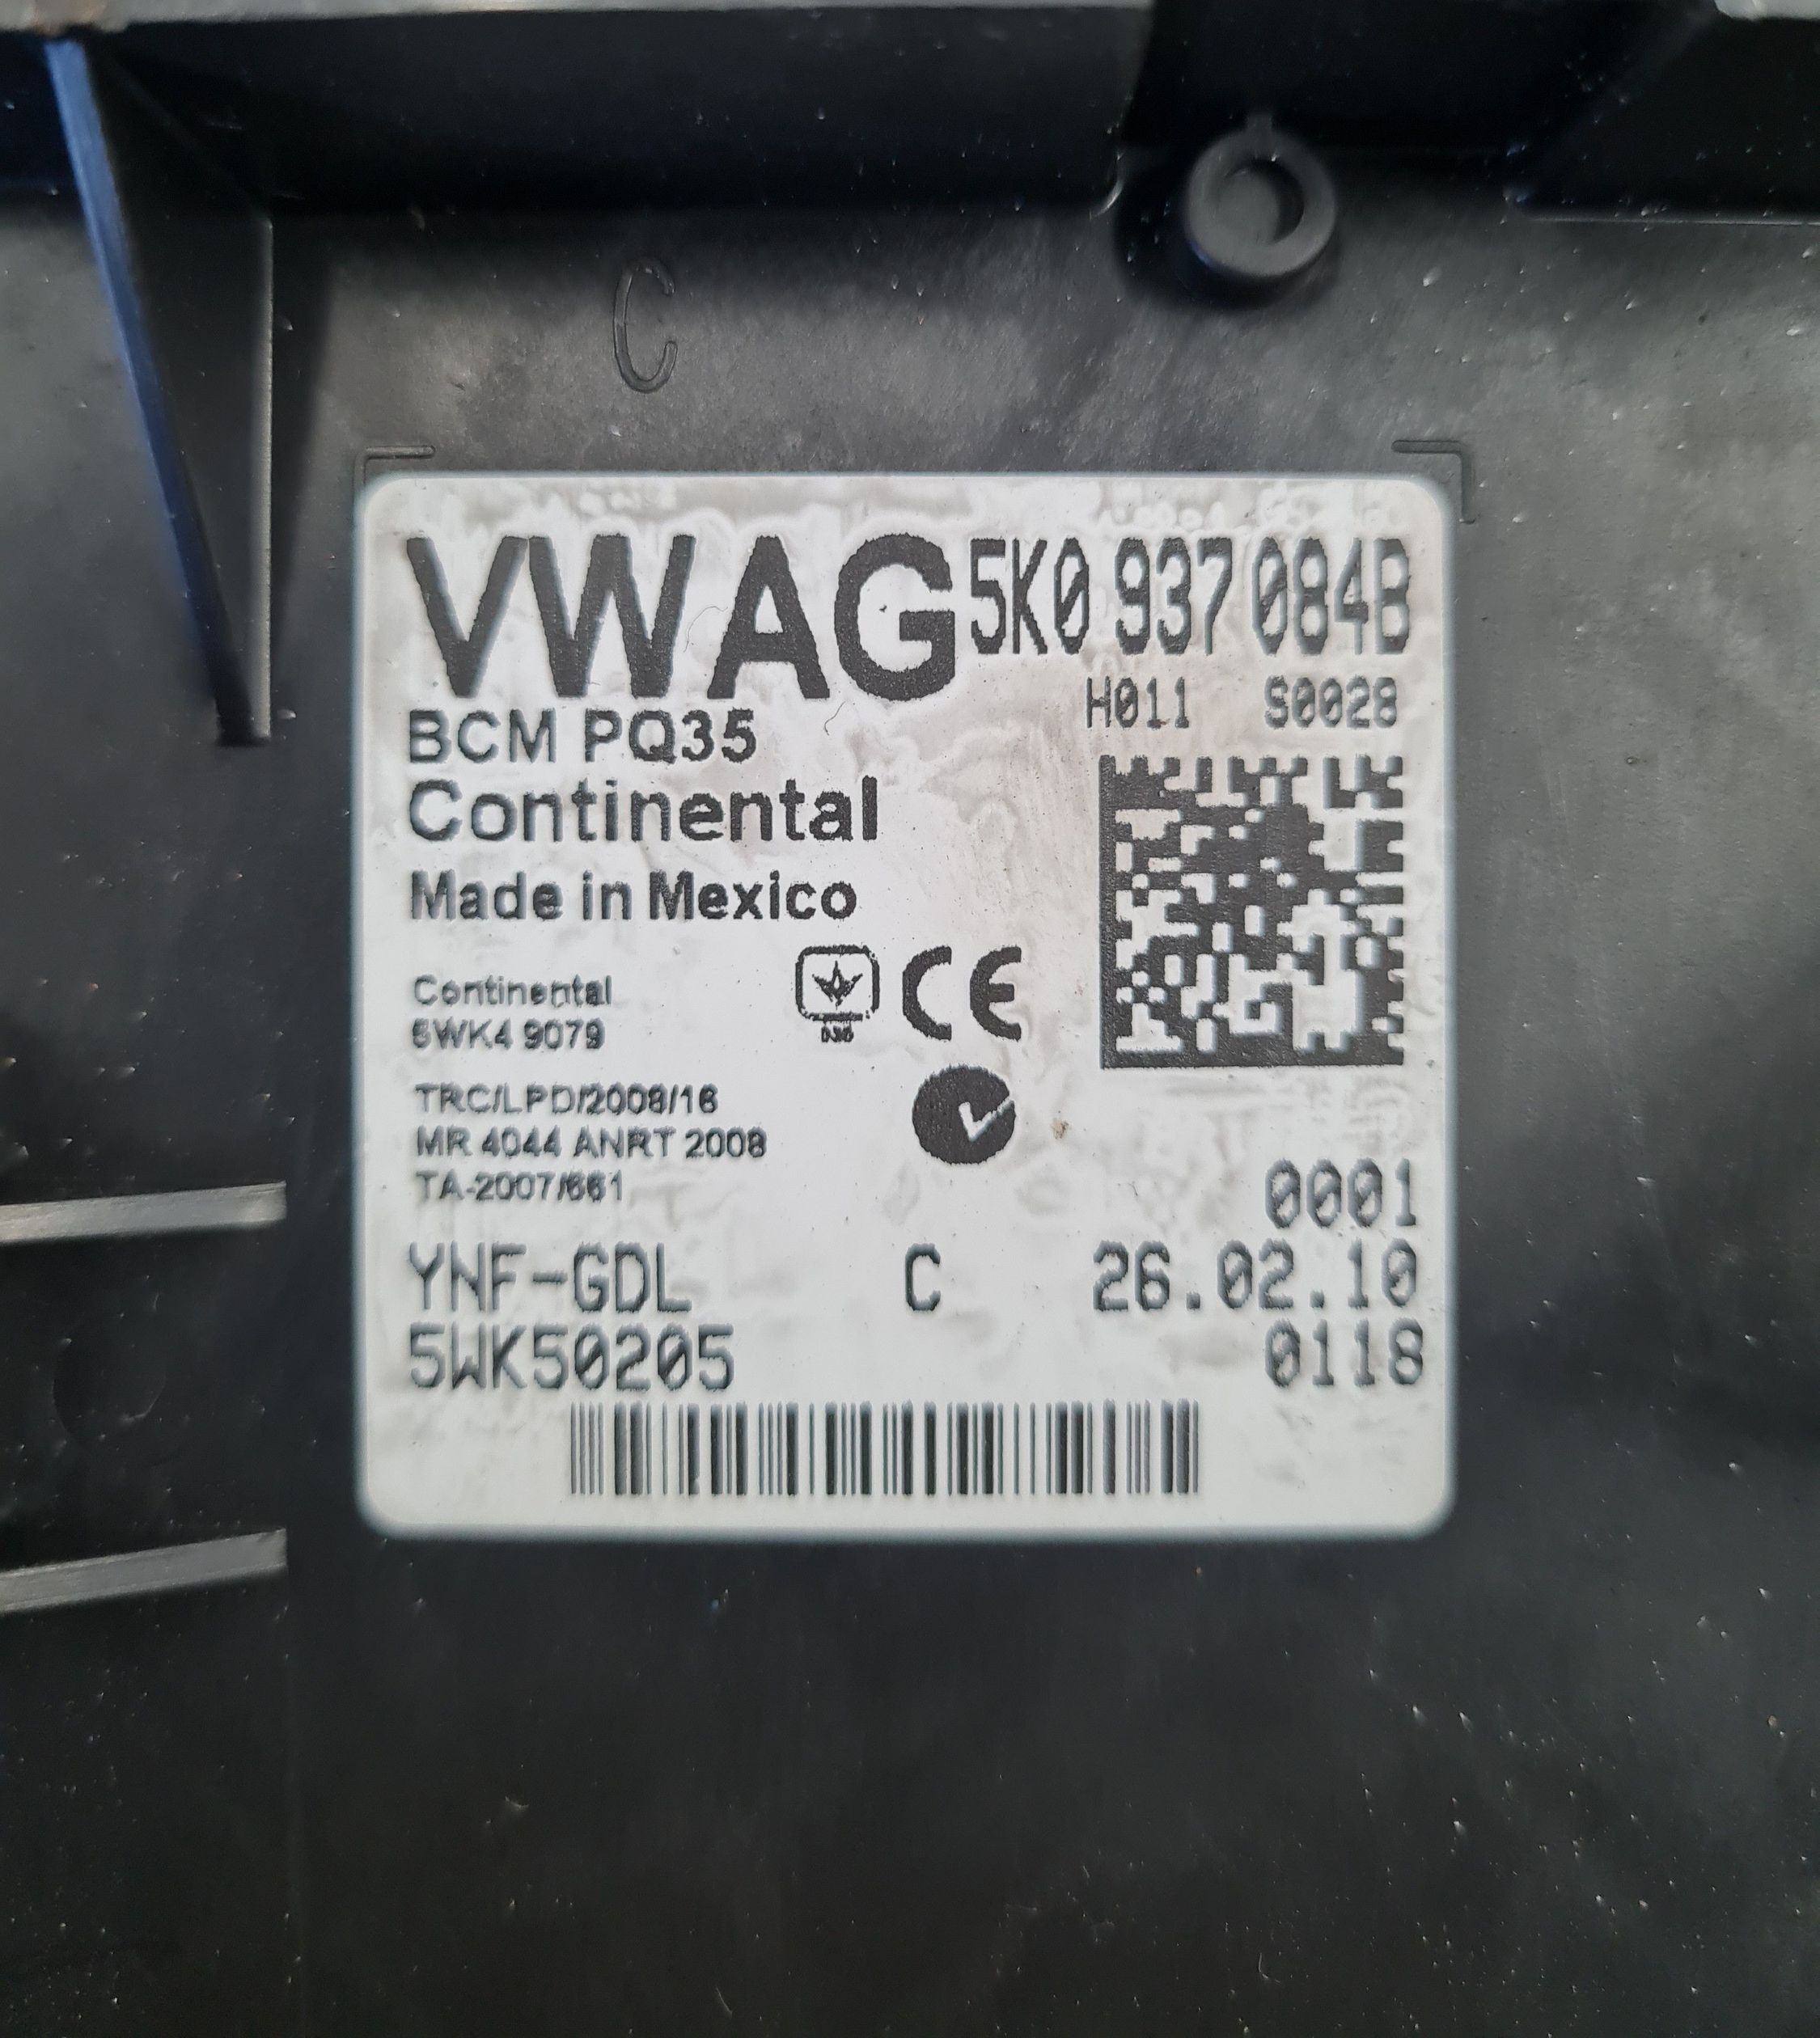 C
VWAG 5K0 937 084B
H011 S0028
BCM PQ35
Continental
Made in Mexico
Continental
5WK4 9079
CE
TRC/LPD/2008/16
MR 4044 ANRT 2008
TA-2007/661
0001
YNF-GDL C 26.02.10
5WK50205 0118